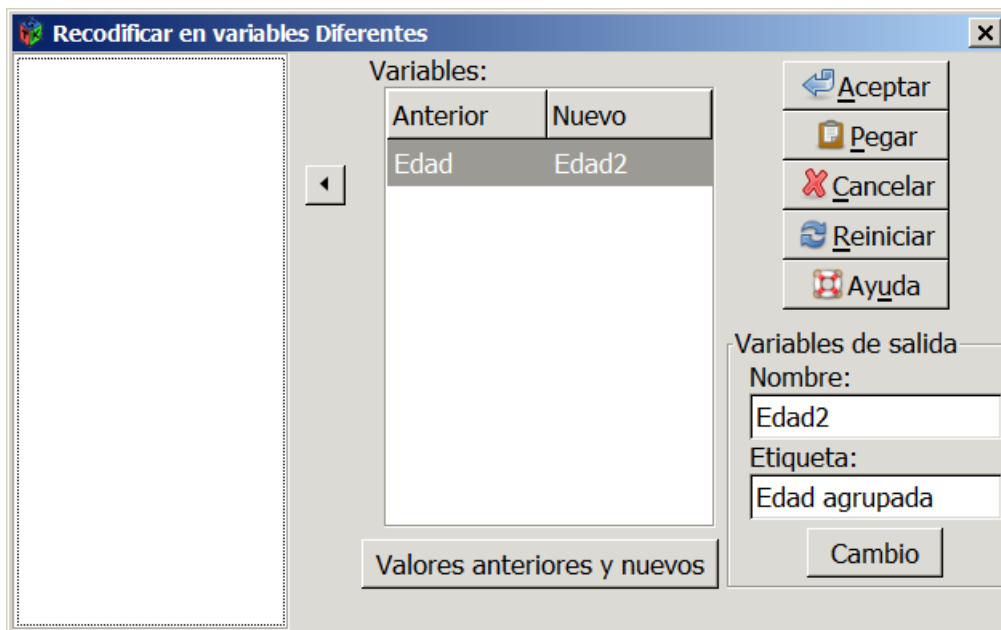 Recodificar en variables Diferentes
Variables:
Anterior Nuevo
Edad Edad2
Valores anteriores y nuevos
Aceptar
Pegar
Cancelar
Reiniciar
Ayuda
Variables de salida
Nombre:
Edad2
Etiqueta:
Edad agrupada
Cambio